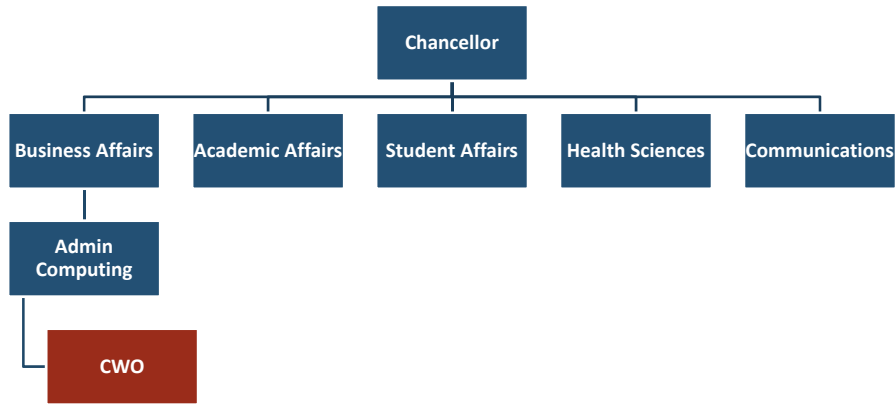 Chancellor
Business Affairs
Academic Affairs
Student Affairs
Health Sciences
Communications
Admin
Computing
CWO